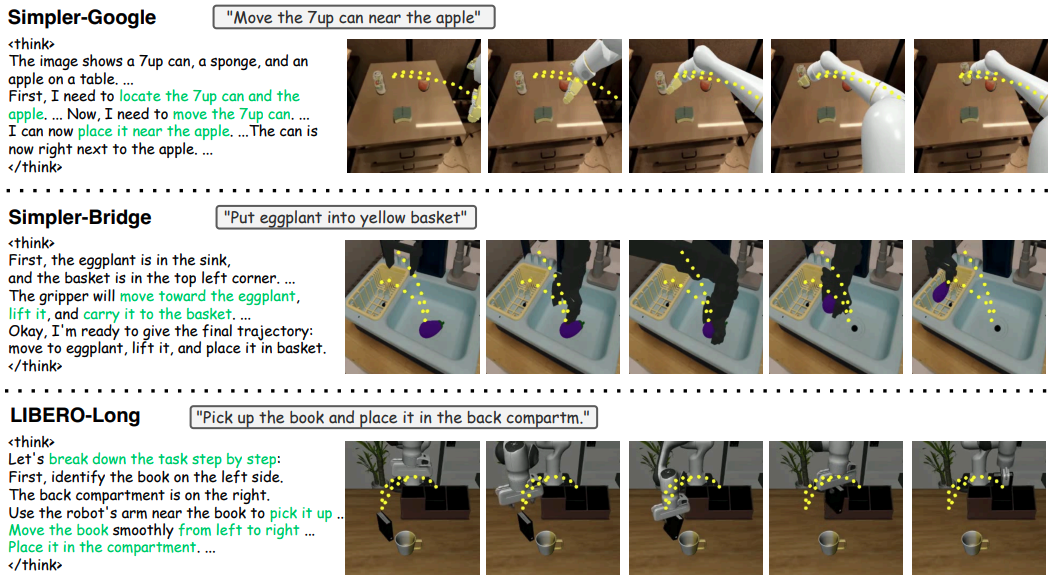 Simpler-Google
"Move the 7up can near the apple"
<think>
The image shows a 7up can, a sponge, and an
apple on a table. ...
First, I need to locate the 7up can and the
apple. ... Now, I need to move the 7up can. ...
I can now place it near the apple. ...The can is
now right next to the apple. ...
</think>
Simpler-Bridge
"Put eggplant into yellow basket"
<think>
First, the eggplant is in the sink,
and the basket is in the top left corner. ...
The gripper will move toward the eggplant,
lift it, and carry it to the basket. ...
Okay, I'm ready to give the final trajectory:
move to eggplant, lift it, and place it in basket.
</think>
LIBERO-Long
"Pick up the book and place it in the back compartm."
<think>
Let's break down the task step by step:
First, identify the book on the left side.
The back compartment is on the right.
Use the robot's arm near the book to pick it up ...
Move the book smoothly from left to right ...
Place it in the compartment. ...
</think>